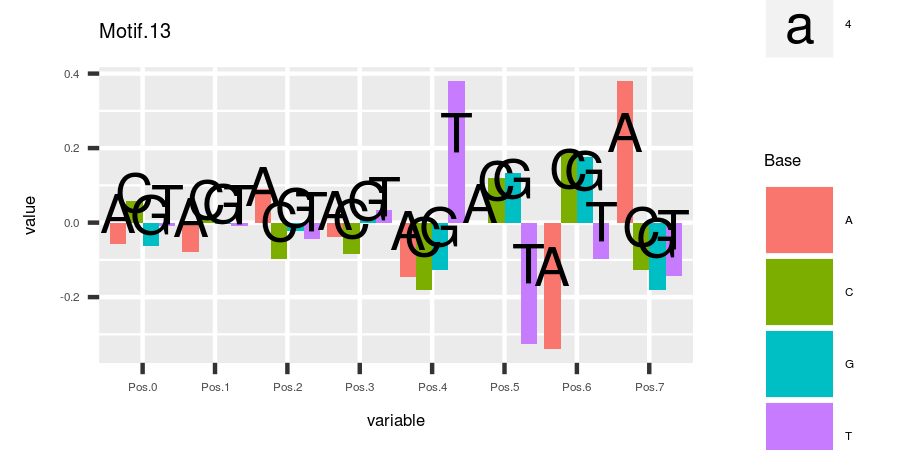 Motif.13
a 4
0.4
0.2
0.0
-0.2
value
A C G T A C G T A C G T A C G T A C G T A C G T A C G T A C G T
Pos.0 Pos.1 Pos.2 Pos.3 Pos.4 Pos.5 Pos.6 Pos.7
variable
Base
A
C
G
T